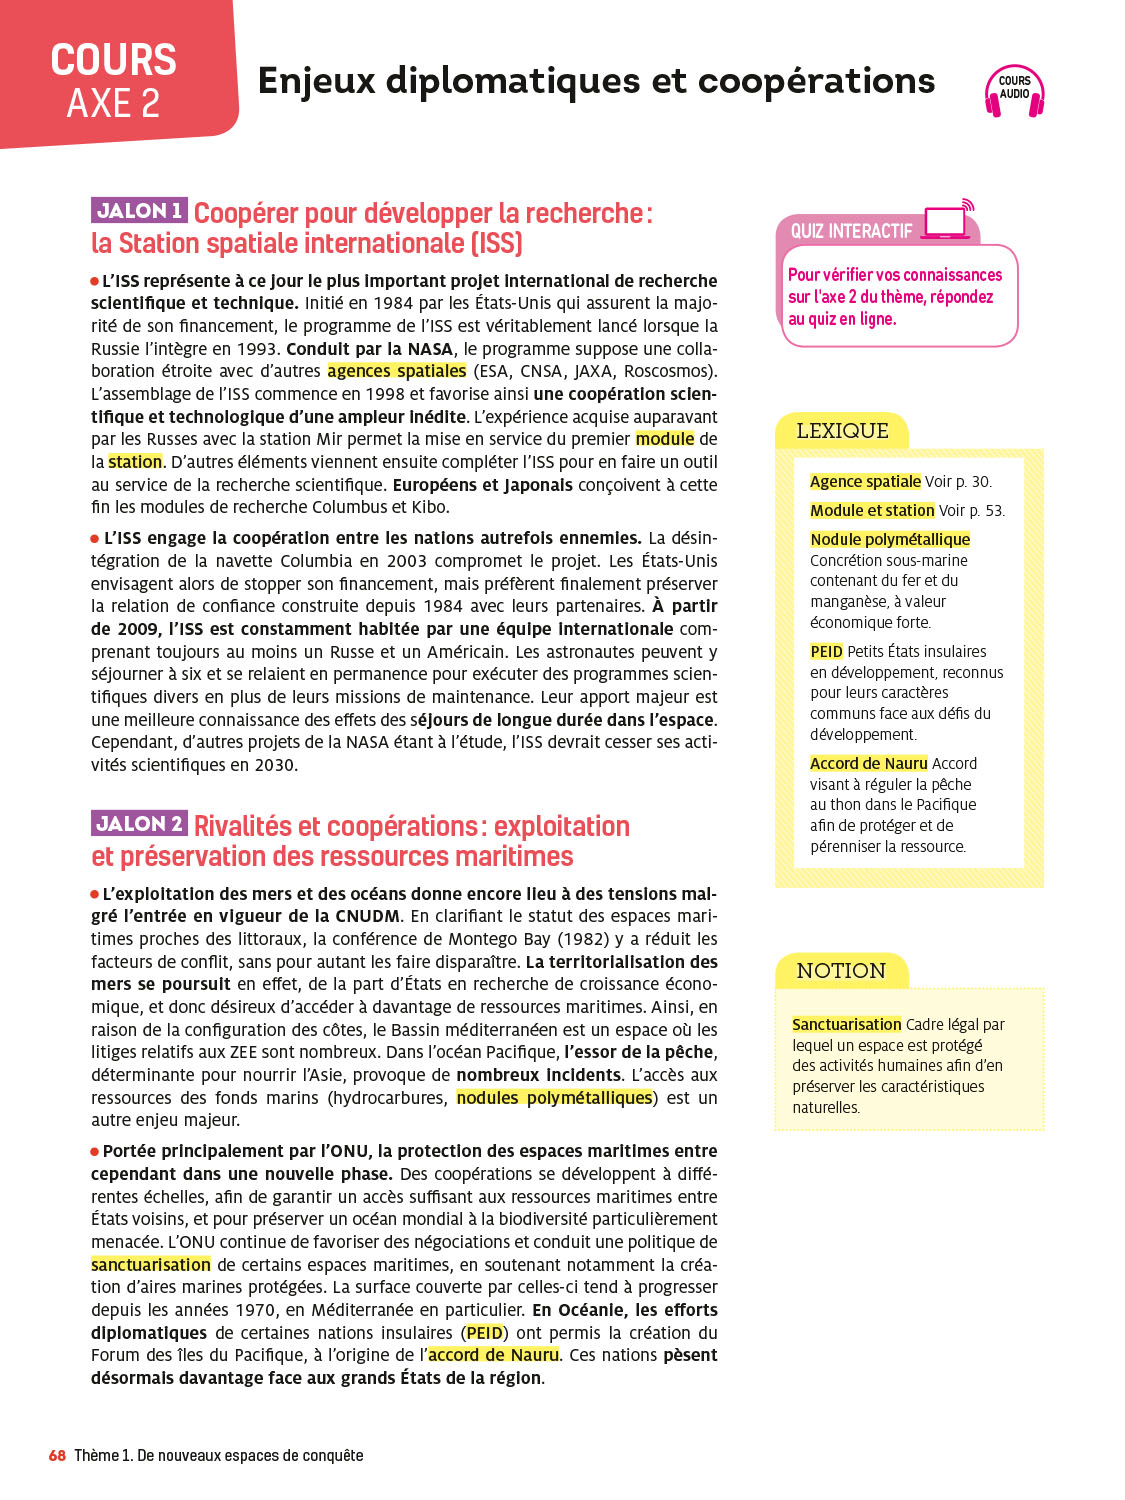 COURS
AXE 2
Enjeux diplomatiques et coopérations
COURS
AUDIO
JALON 1 Coopérer pour développer la recherche :
la Station spatiale internationale (ISS)
● L’ISS représente à ce jour le plus important projet international de recherche
scientifique et technique. Initié en 1984 par les États-Unis qui assurent la majo-
rité de son financement, le programme de l’ISS est véritablement lancé lorsque la
Russie l’intègre en 1993. Conduit par la NASA, le programme suppose une colla-
boration étroite avec d’autres agences spatiales (ESA, CNSA, JAXA, Roscosmos).
L’assemblage de l’ISS commence en 1998 et favorise ainsi une coopération scien-
tifique et technologique d’une ampleur inédite. L’expérience acquise auparavant
par les Russes avec la station Mir permet la mise en service du premier module de
la station. D’autres éléments viennent ensuite compléter l’ISS pour en faire un outil
au service de la recherche scientifique. Européens et Japonais conçoivent à cette
fin les modules de recherche Columbus et Kibo.
● L’ISS engage la coopération entre les nations autrefois ennemies. La désin-
tégration de la navette Columbia en 2003 compromet le projet. Les États-Unis
envisagent alors de stopper son financement, mais préfèrent finalement préserver
la relation de confiance construite depuis 1984 avec leurs partenaires. À partir
de 2009, l’ISS est constamment habitée par une équipe internationale com-
prenant toujours au moins un Russe et un Américain. Les astronautes peuvent y
séjourner à six et se relaient en permanence pour exécuter des programmes scien-
tifiques divers en plus de leurs missions de maintenance. Leur apport majeur est
une meilleure connaissance des effets des séjours de longue durée dans l’espace.
Cependant, d’autres projets de la NASA étant à l’étude, l’ISS devrait cesser ses acti-
vités scientifiques en 2030.
JALON 2 Rivalités et coopérations : exploitation
et préservation des ressources maritimes
● L’exploitation des mers et des océans donne encore lieu à des tensions mal-
gré l’entrée en vigueur de la CNUDM. En clarifiant le statut des espaces mari-
times proches des littoraux, la conférence de Montego Bay (1982) y a réduit les
facteurs de conflit, sans pour autant les faire disparaître. La territorialisation des
mers se poursuit en effet, de la part d’États en recherche de croissance écono-
mique, et donc désireux d’accéder à davantage de ressources maritimes. Ainsi, en
raison de la configuration des côtes, le Bassin méditerranéen est un espace où les
litiges relatifs aux ZEE sont nombreux. Dans l’océan Pacifique, l’essor de la pêche,
déterminante pour nourrir l’Asie, provoque de nombreux incidents. L’accès aux
ressources des fonds marins (hydrocarbures, nodules polymétalliques) est un
autre enjeu majeur.
● Portée principalement par l’ONU, la protection des espaces maritimes entre
cependant dans une nouvelle phase. Des coopérations se développent à diffé-
rentes échelles, afin de garantir un accès suffisant aux ressources maritimes entre
États voisins, et pour préserver un océan mondial à la biodiversité particulièrement
menacée. L’ONU continue de favoriser des négociations et conduit une politique de
sanctuarisation de certains espaces maritimes, en soutenant notamment la créa-
tion d’aires marines protégées. La surface couverte par celles-ci tend à progresser
depuis les années 1970, en Méditerranée en particulier. En Océanie, les efforts
diplomatiques de certaines nations insulaires (PEID) ont permis la création du
Forum des îles du Pacifique, à l’origine de l’accord de Nauru. Ces nations pèsent
désormais davantage face aux grands États de la région.
QUIZ INTERACTIF
Pour vérifier vos connaissances
sur l'axe 2 du thème, répondez
au quiz en ligne.
LEXIQUE
Agence spatiale Voir p. 30.
Module et station Voir p. 53.
Nodule polymétallique
Concrétion sous-marine
contenant du fer et du
manganèse, à valeur
économique forte.
PEID Petits États insulaires
en développement, reconnus
pour leurs caractères
communs face aux défis du
développement.
Accord de Nauru Accord
visant à réguler la pêche
au thon dans le Pacifique
afin de protéger et de
pérenniser la ressource.
NOTION
Sanctuarisation Cadre légal par
lequel un espace est protégé
des activités humaines afin d’en
préserver les caractéristiques
naturelles.
68 Thème 1. De nouveaux espaces de conquête